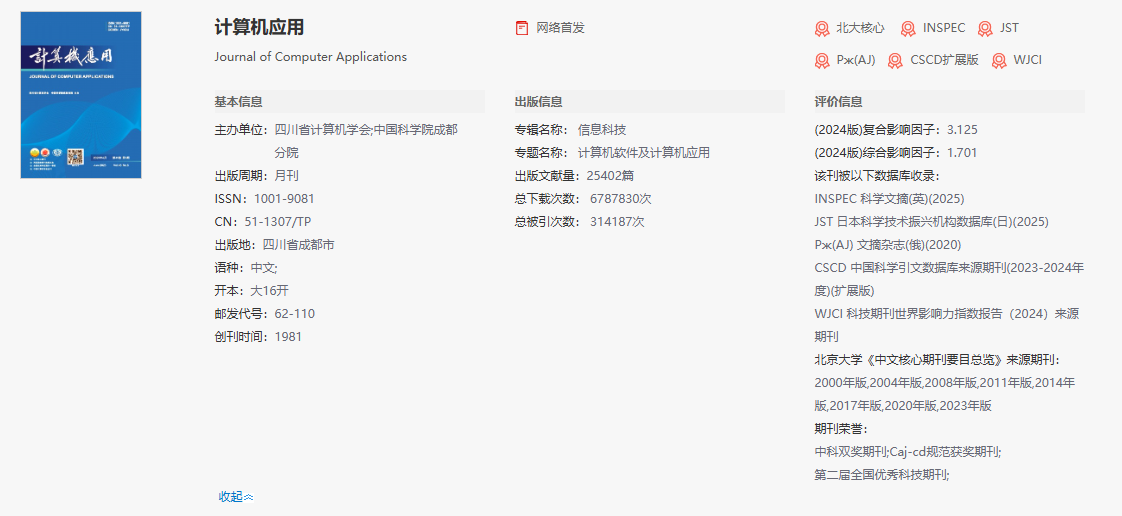 計算機應用
JOURNAL OF COMPUTER APPLICATIONS
计算机应用
Journal of Computer Applications
网络首发
北大核心 INSPEC JST
Pж(AJ) CSCD扩展版 WJCI
基本信息
主办单位：四川省计算机学会;中国科学院成都
分院
出版周期：月刊
ISSN：1001-9081
CN：51-1307/TP
出版地：四川省成都市
语种：中文;
开本：大16开
邮发代号：62-110
创刊时间：1981
出版信息
专辑名称：信息科技
专题名称：计算机软件及计算机应用
出版文献量：25402篇
总下载次数：6787830次
总被引次数：314187次
评价信息
(2024版)复合影响因子：3.125
(2024版)综合影响因子：1.701
该刊被以下数据库收录：
INSPEC 科学文摘(英)(2025)
JST 日本科学技术振兴机构数据库(日)(2025)
Pж(AJ) 文摘杂志(俄)(2020)
CSCD 中国科学引文数据库来源期刊(2023-2024年
度)(扩展版)
WJCI 科技期刊世界影响力指数报告（2024）来源
期刊
北京大学《中文核心期刊要目总览》来源期刊：
2000年版,2004年版,2008年版,2011年版,2014年
版,2017年版,2020年版,2023年版
期刊荣誉：
中科双奖期刊;Caj-cd规范获奖期刊;
第二届全国优秀科技期刊;
收起